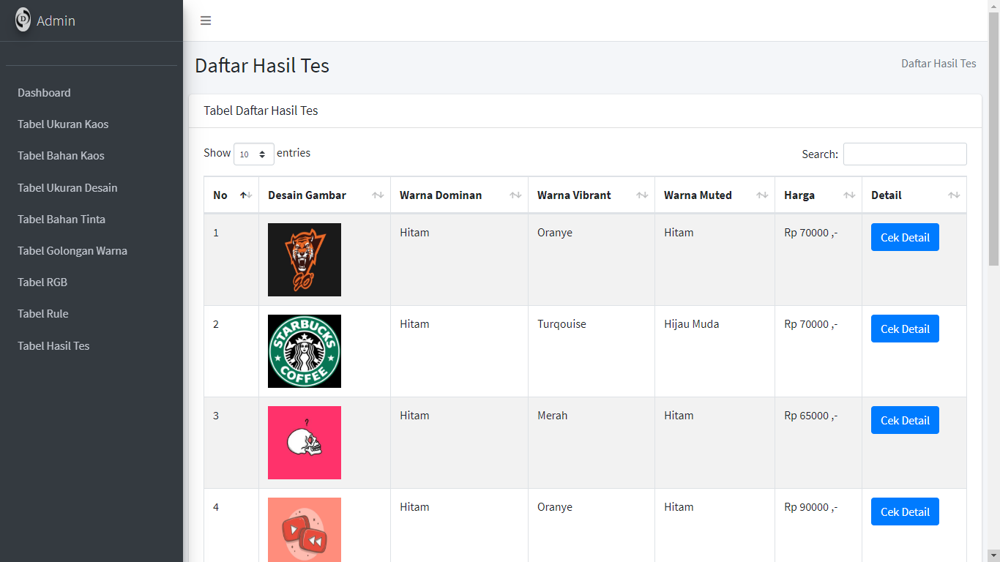 D Admin
Daftar Hasil Tes
Daftar Hasil Tes
Dashboard
Tabel Ukuran Kaos
Tabel Bahan Kaos
Tabel Ukuran Desain
Tabel Bahan Tinta
Tabel Golongan Warna
Tabel RGB
Tabel Rule
Tabel Hasil Tes
Tabel Daftar Hasil Tes
Show 10 entries
Search:
No Desain Gambar Warna Dominan Warna Vibrant Warna Muted Harga Detail
1 Hitam Oranye Hitam Rp 70000 ,- Cek Detail
GO
2 Hitam Turqouise Hijau Muda Rp 70000 ,- Cek Detail
STARBUCKS
COFFEE
3 Hitam Merah Hitam Rp 65000 ,- Cek Detail
?
4 Hitam Oranye Hitam Rp 90000 ,- Cek Detail